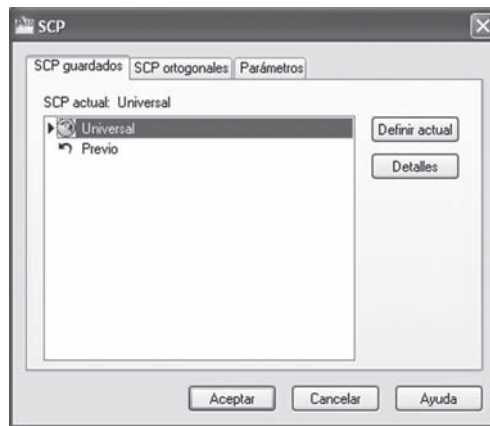 SCP
SCP guardados SCP ortogonales Parámetros
SCP actual: Universal
Universal
Previo
Definir actual
Detalles
Aceptar Cancelar Ayuda